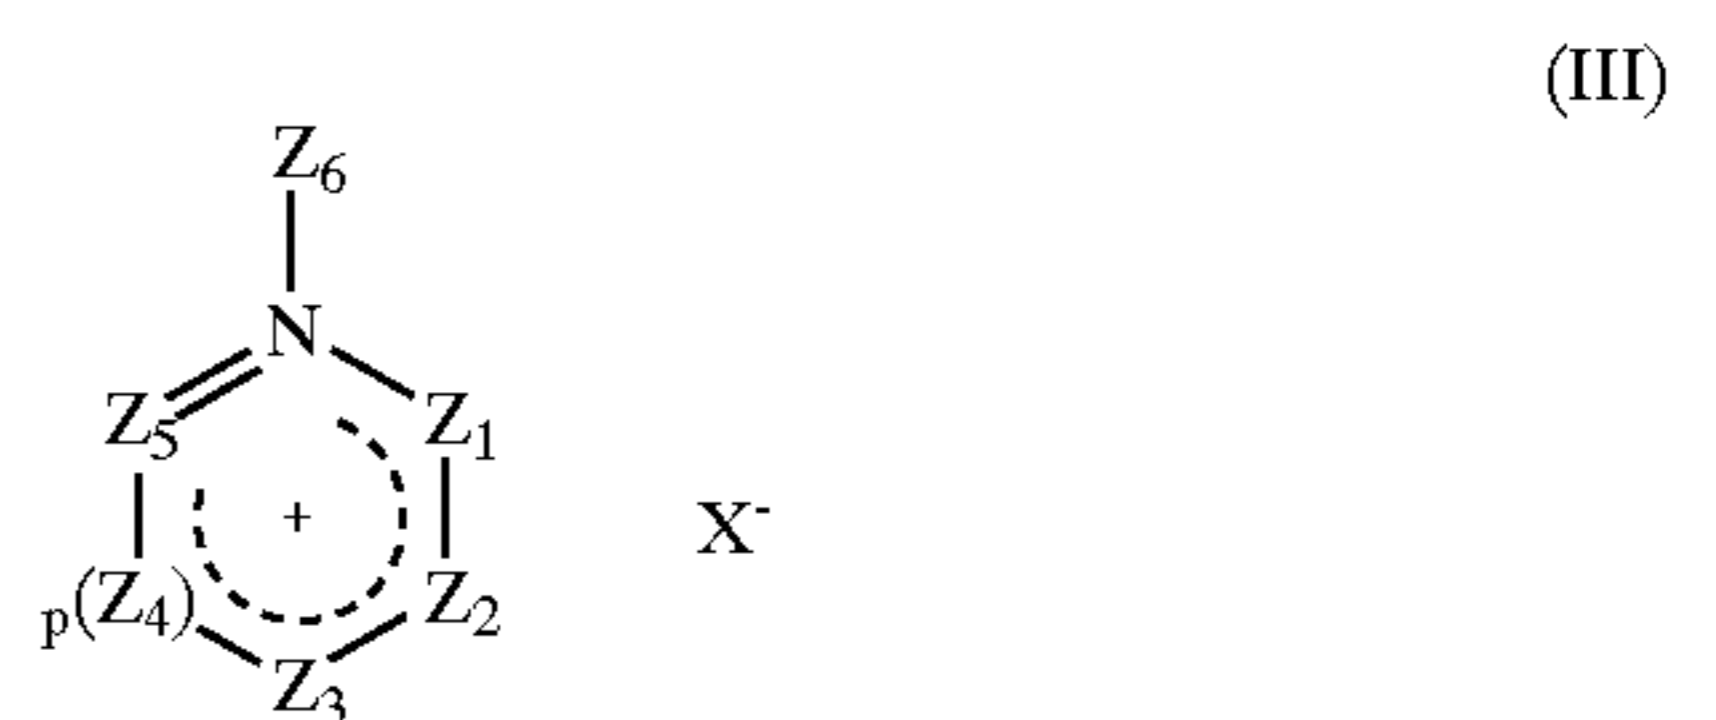 (III)
Z6
N
Z5 Z1
+ X-
p(Z4) Z2
Z3